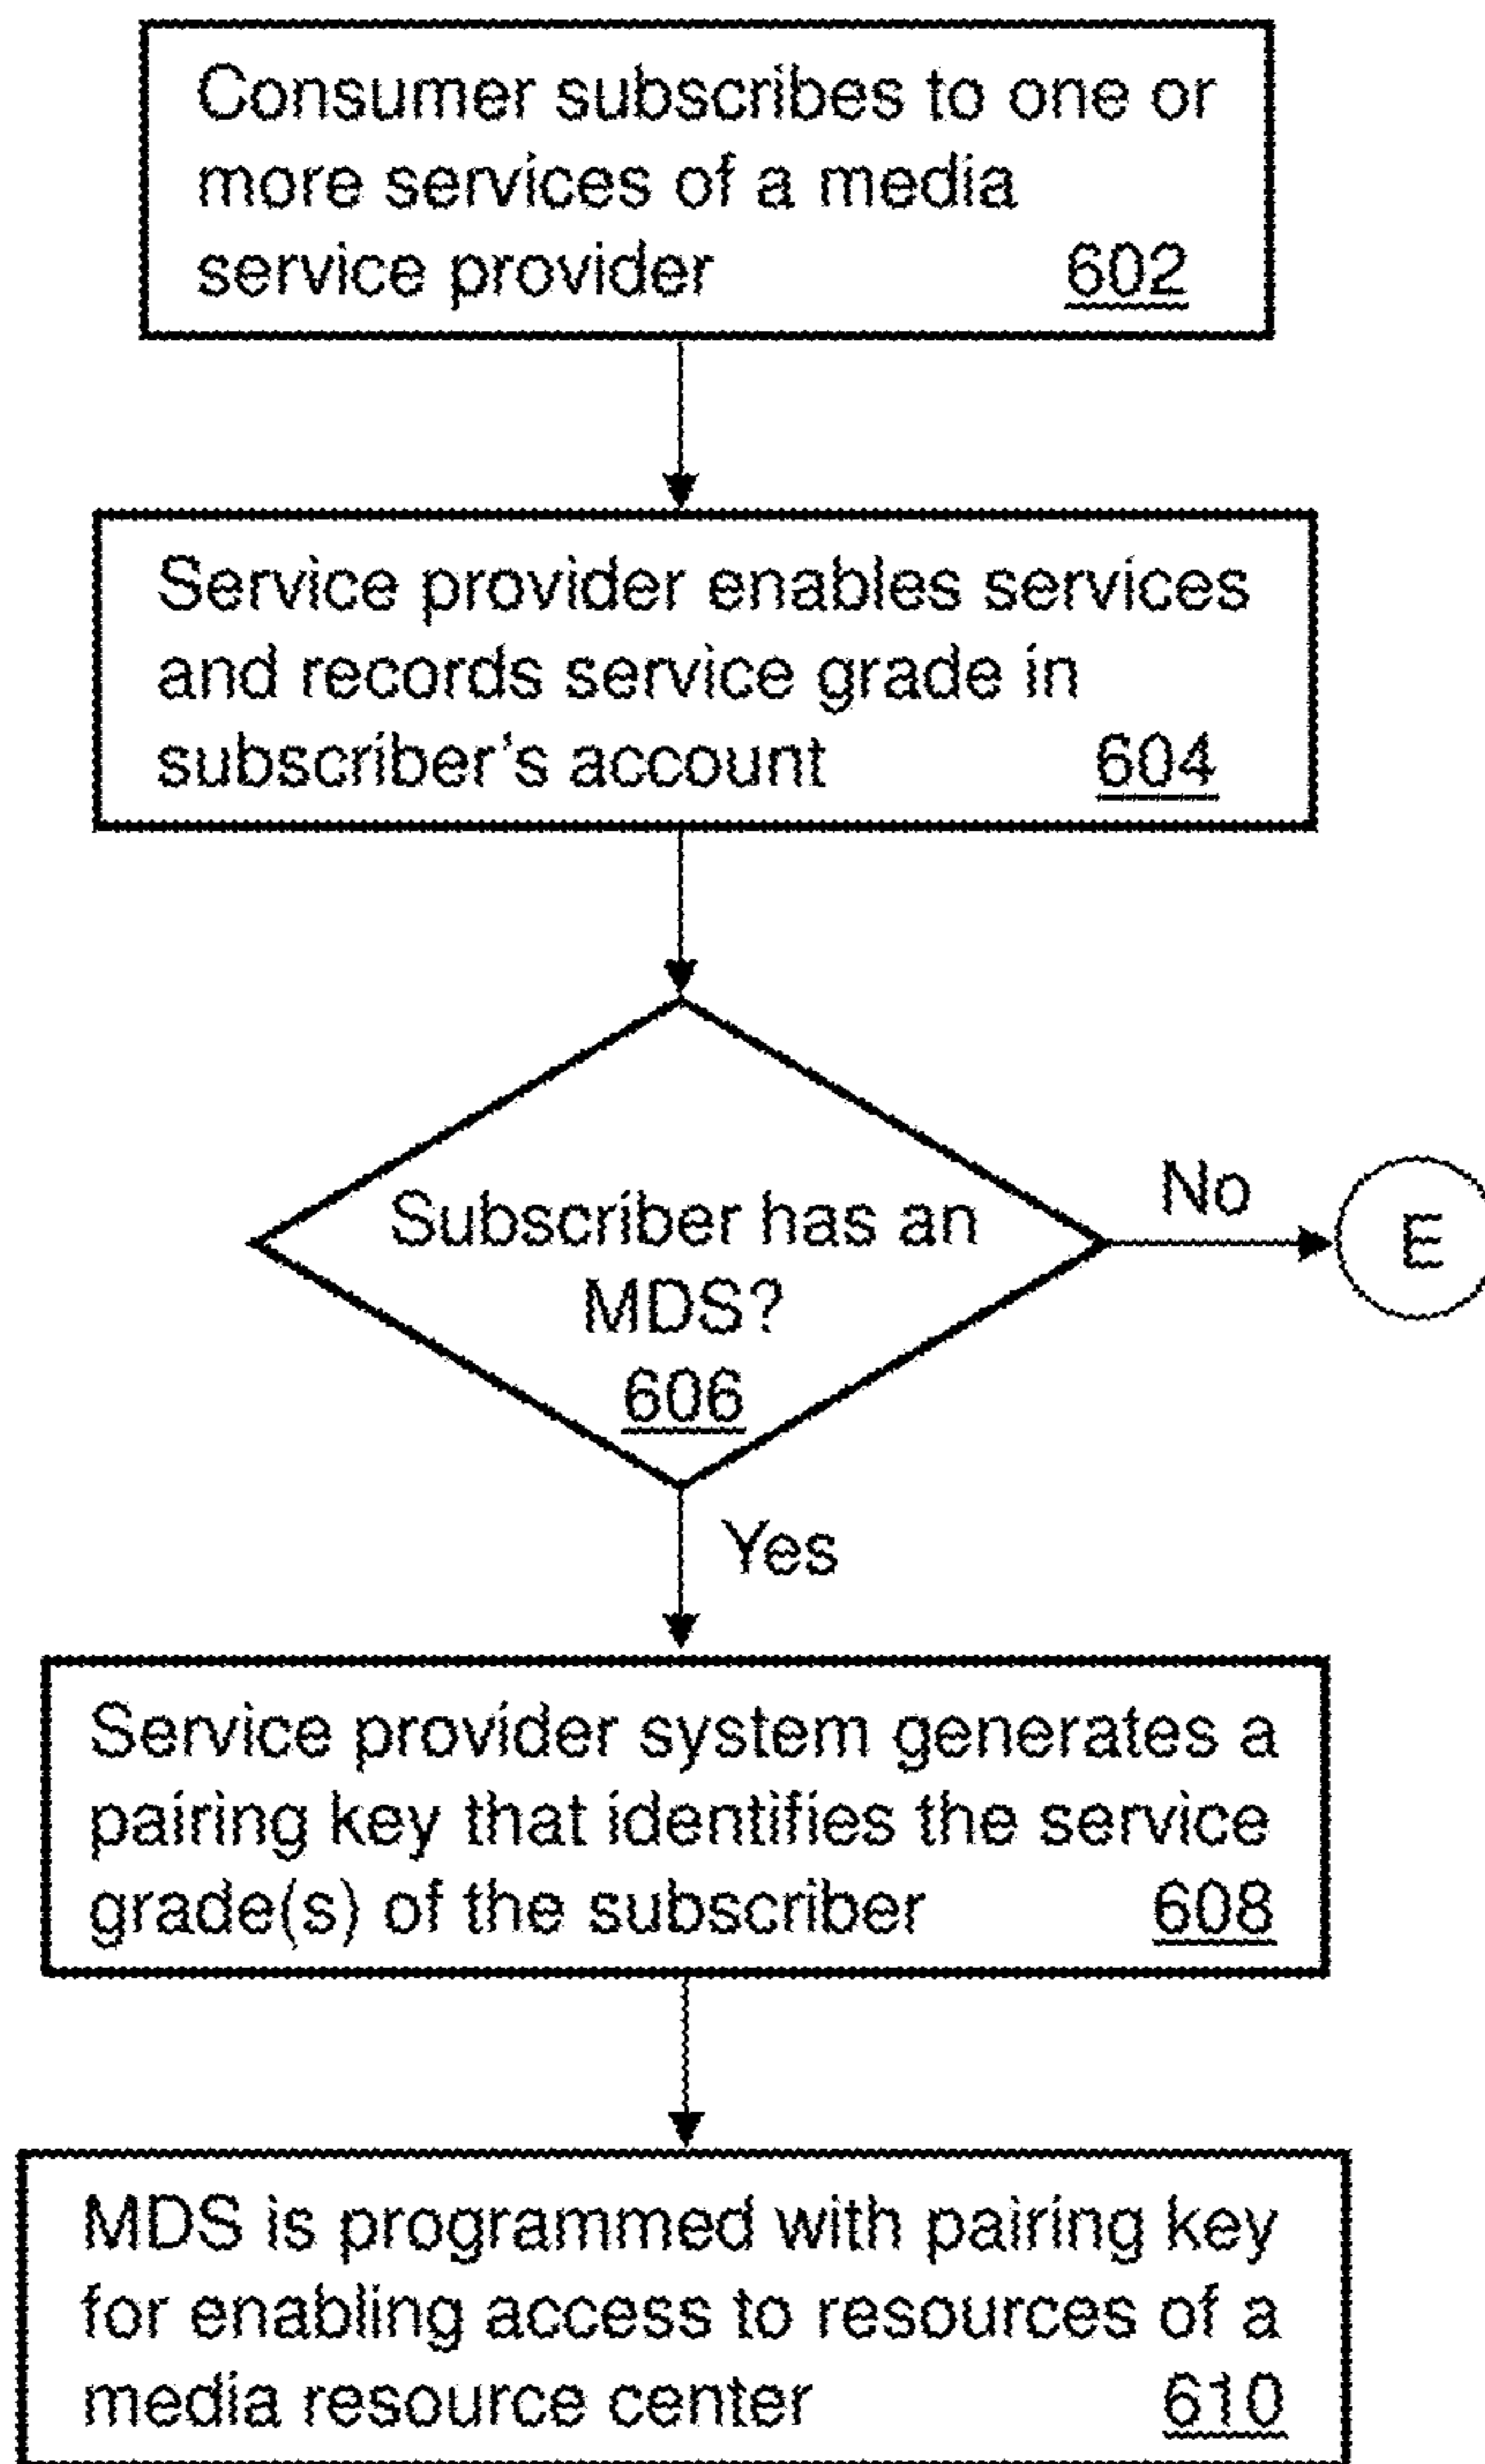 Consumer subscribes to one or
more services of a media
service provider 602
Service provider enables services
and records service grade in
subscriber's account 604
Subscriber has an
MDS?
606
No
E
Yes
Service provider system generates a
pairing key that identifies the service
grade(s) of the subscriber 608
MDS is programmed with pairing key
for enabling access to resources of a
media resource center 610